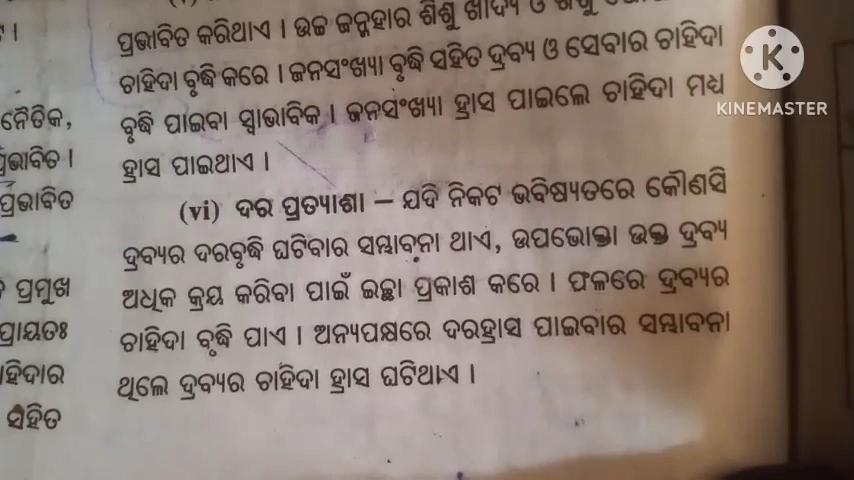 ପ୍ରଭାବିତ କରିଥାଏ । ଉଚ୍ଚ ଜନ୍ମହାର ଶିଶୁ ଖାଦ୍ୟ ଓ
ଚାହିଦା ବୃଦ୍ଧି କରେ । ଜନସଂଖ୍ୟା ବୃଦ୍ଧି ସହିତ ଦ୍ରବ୍ୟ ଓ ସେବାର ଚାହିଦା
ବୃଦ୍ଧି ପାଇବା ସ୍ୱାଭାବିକ । ଜନସଂଖ୍ୟା ହ୍ରାସ ପାଇଲେ ଚାହିଦା ମଧ୍ୟ
ହ୍ରାସ ପାଇଥାଏ ।
(vi) ଦର ପ୍ରତ୍ୟାଶା – ଯଦି ନିକଟ ଭବିଷ୍ୟତରେ କୌଣସି
ଦ୍ରବ୍ୟର ଦରବୃଦ୍ଧି ଘଟିବାର ସମ୍ଭାବନା ଥାଏ, ଉପଭୋକ୍ତା ଉକ୍ତ ଦ୍ରବ୍ୟ
ଅଧିକ କ୍ରୟ କରିବା ପାଇଁ ଇଚ୍ଛା ପ୍ରକାଶ କରେ । ଫଳରେ ଦ୍ରବ୍ୟର
ଚାହିଦା ବୃଦ୍ଧି ପାଏ । ଅନ୍ୟପକ୍ଷରେ ଦରହ୍ରାସ ପାଇବାର ସମ୍ଭାବନା
ଥିଲେ ଦ୍ରବ୍ୟର ଚାହିଦା ହ୍ରାସ ଘଟିଥାଏ ।
ନୈତିକ,
ପ୍ରଭାବିତ ।
ପ୍ରଭାବିତ
ପ୍ରମୁଖ
ପ୍ରାୟତଃ
ସହିତ
KINEMASTER